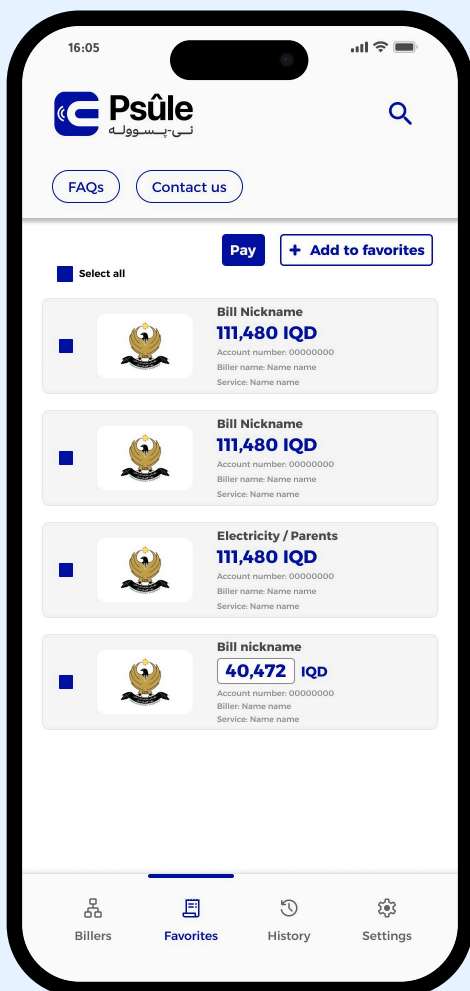 16:05
Psûle
ئـی-پـــسـوولـە
FAQs
Contact us
Pay
+ Add to favorites
Select all
Bill Nickname
111,480 IQD
Account number: 00000000
Biller name: Name name
Service: Name name
Bill Nickname
111,480 IQD
Account number: 00000000
Biller name: Name name
Service: Name name
Electricity / Parents
111,480 IQD
Account number: 00000000
Biller name: Name name
Service: Name name
Bill nickname
40,472 IQD
Account number: 00000000
Biller: Name name
Service: Name name
Billers
Favorites
History
Settings